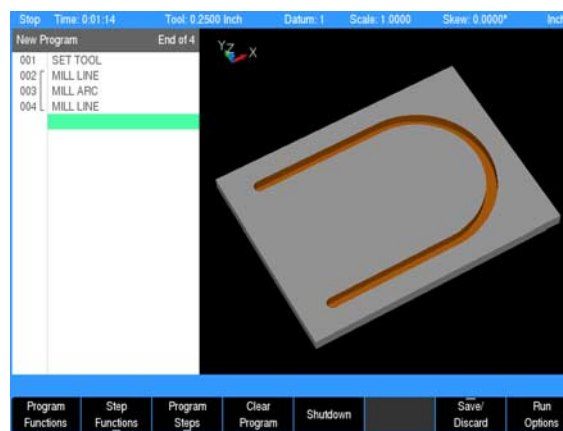 Stop Time: 0:01:14 Tool: 0.2500 Inch Datum: 1 Scale: 1.0000 Skew: 0.0000° Inch
New Program End of 4
001 SET TOOL
002 MILL LINE
003 MILL ARC
004 MILL LINE
Y
Z
X
Program Functions
Step Functions
Program Steps
Clear Program
Shutdown
Save/ Discard
Run Options